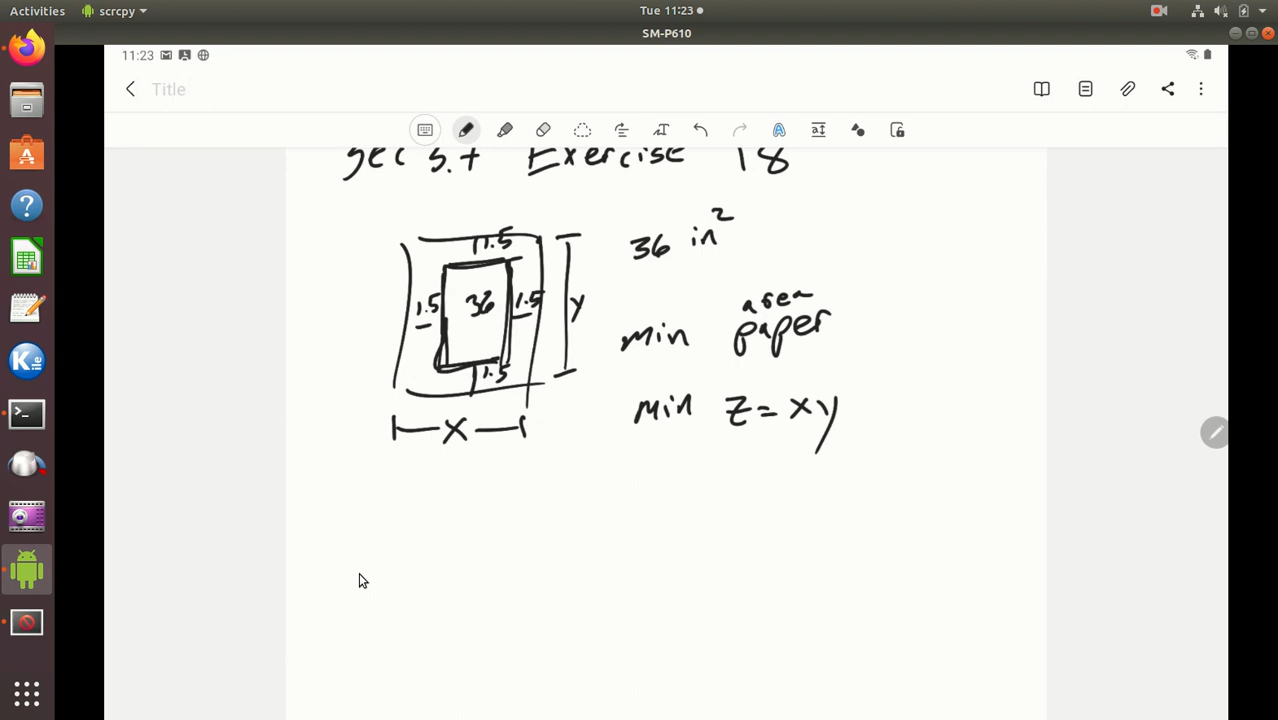 Activities scrcpy Tue 11:23
SM-P610
11:23
Title
Sec 3.7 Exercise 18
1.5 36 in²
1.5 36 1.5 y
area
min paper
1.5
min z = xy
x